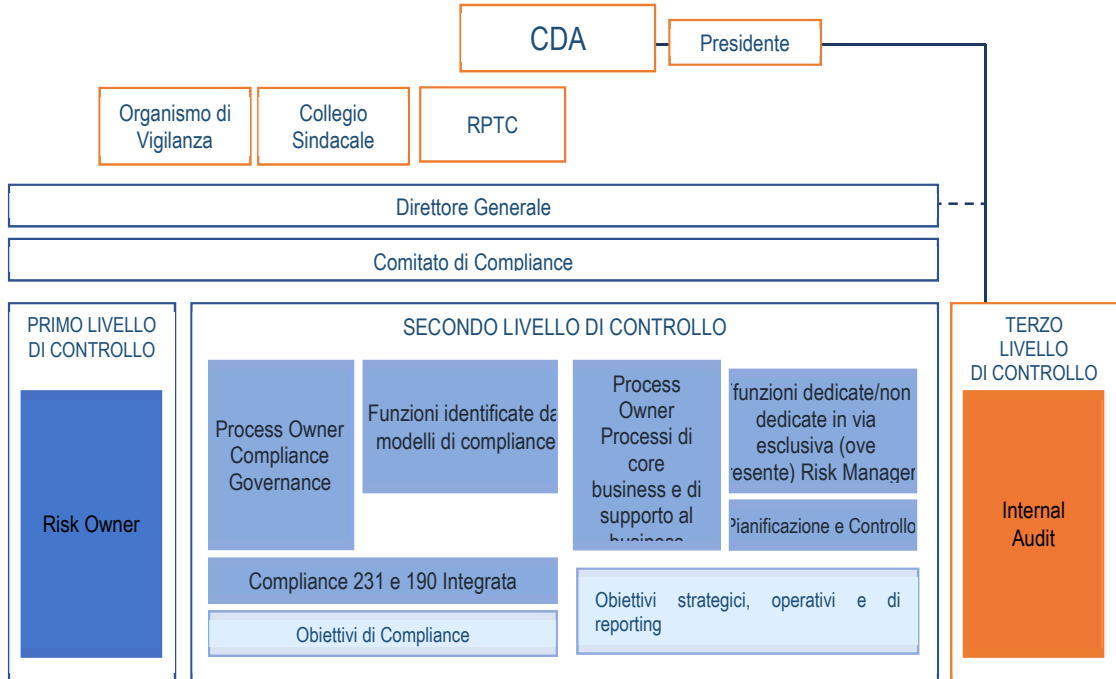 CDA
Presidente
Organismo di
Vigilanza
Collegio
Sindacale
RPTC
Direttore Generale
Comitato di Compliance
PRIMO LIVELLO
DI CONTROLLO
Risk Owner
SECONDO LIVELLO DI CONTROLLO
Process Owner
Compliance
Governance
Funzioni identificate da
modelli di compliance
Process
Owner
Processi di
core
business e di
supporto al
business
funzioni dedicate/non
dedicate in via
esclusiva (ove
resente) Risk Manager
Pianificazione e Controllo
Compliance 231 e 190 Integrata
Obiettivi di Compliance
Obiettivi strategici, operativi e di
reporting
TERZO
LIVELLO
DI CONTROLLO
Internal
Audit